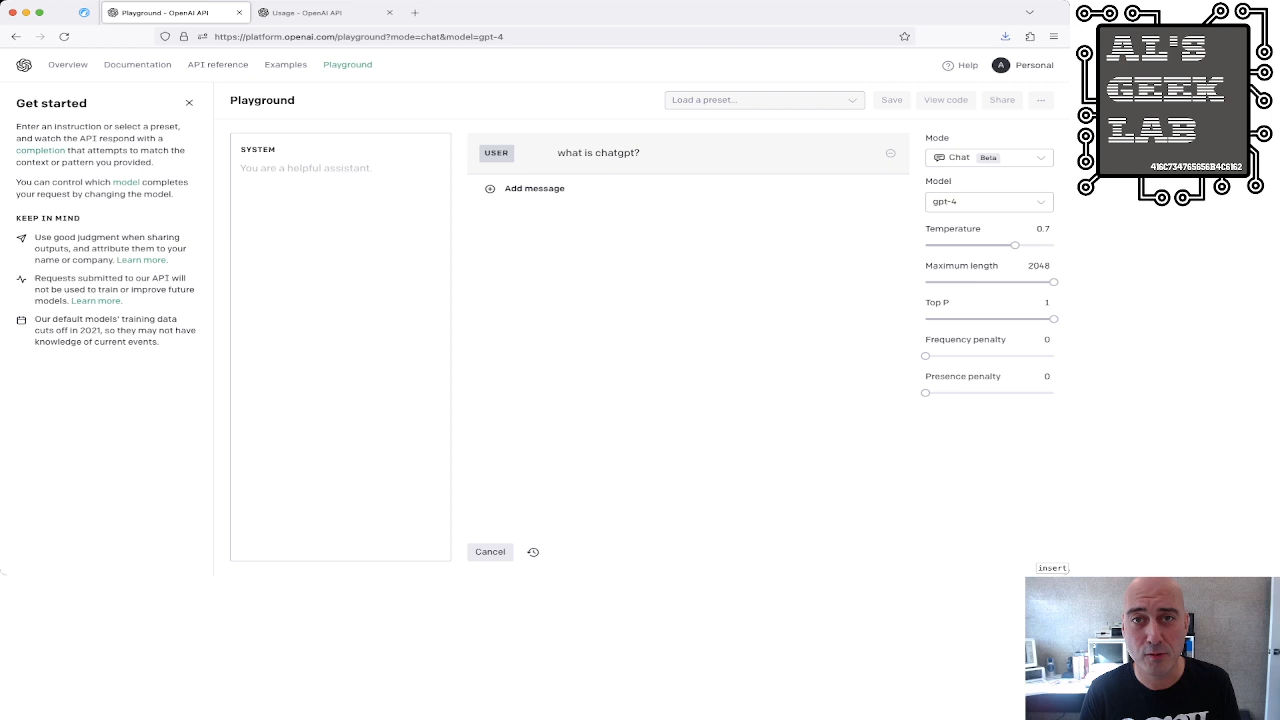 Playground - OpenAI API
Usage - OpenAI API
https://platform.openai.com/playground?mode=chat&model=gpt-4
Overview
Documentation
API reference
Examples
Playground
Help
A
Personal
Get started
Enter an instruction or select a preset,
and watch the API respond with a
completion that attempts to match the
context or pattern you provided.
You can control which model completes
your request by changing the model.
KEEP IN MIND
Use good judgment when sharing
outputs, and attribute them to your
name or company. Learn more.
Requests submitted to our API will
not be used to train or improve future
models. Learn more.
Our default models' training data
cuts off in 2021, so they may not have
knowledge of current events.
Playground
Load a preset...
Save
View code
Share
...
SYSTEM
You are a helpful assistant.
USER
what is chatgpt?
Add message
Cancel
Mode
Chat Beta
Model
gpt-4
Temperature 0.7
Maximum length 2048
Top P 1
Frequency penalty 0
Presence penalty 0
insert
AL'S
GEEK
LAB